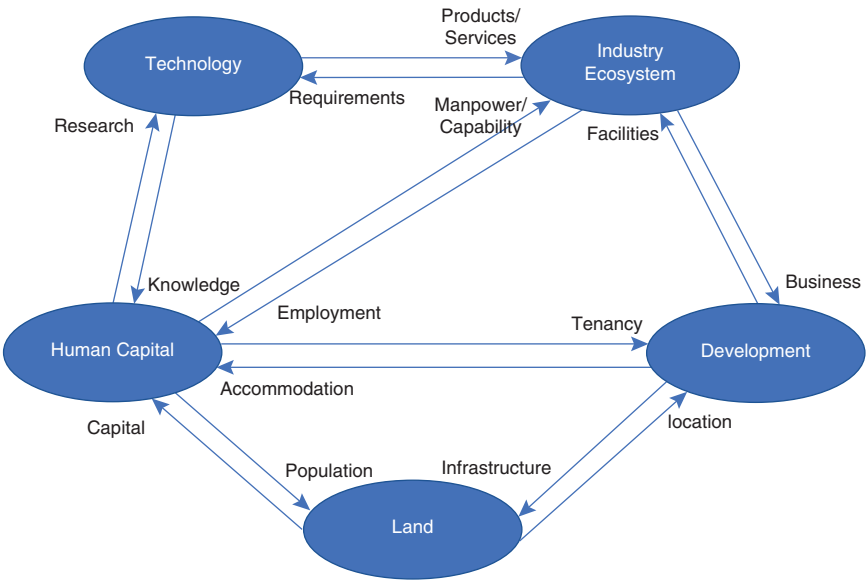 Products/
Services
Technology
Industry
Ecosystem
Requirements
Manpower/
Capability
Research
Facilities
Knowledge
Business
Employment
Tenancy
Human Capital
Development
Accommodation
Capital
location
Population
Infrastructure
Land